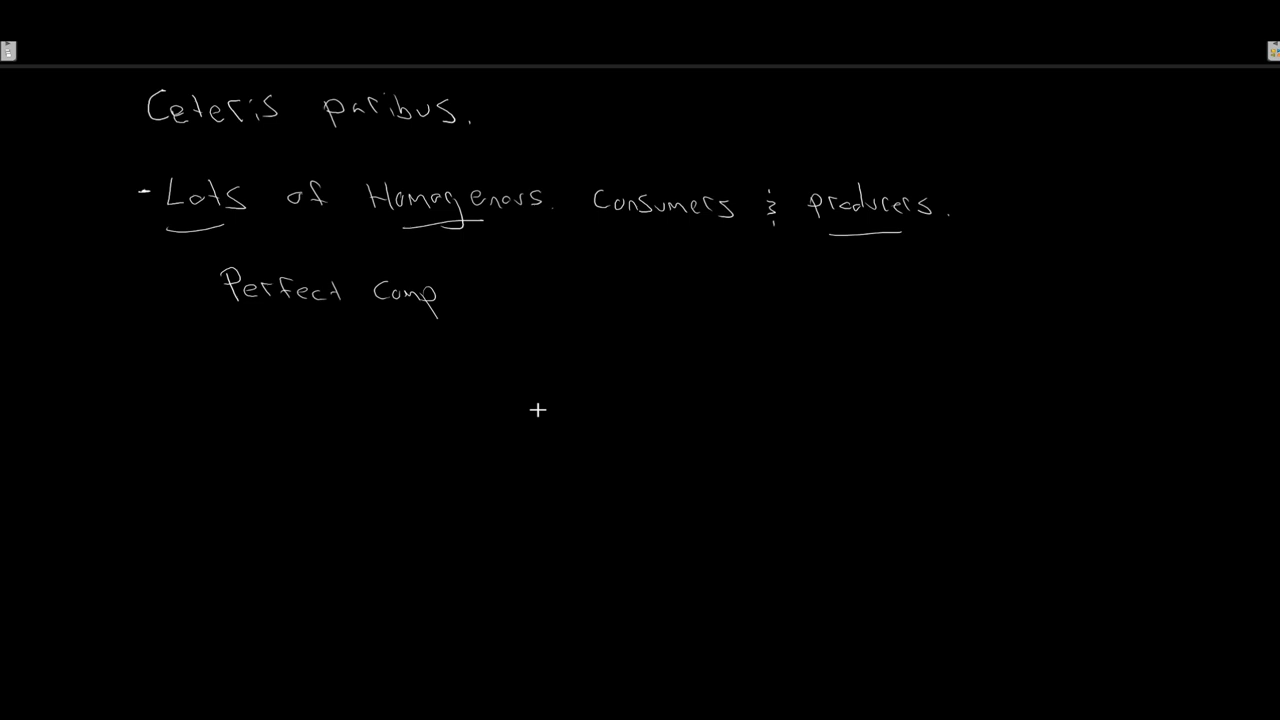 Ceteris paribus.
- Lots of Homogenous. Consumers & producers.
Perfect comp